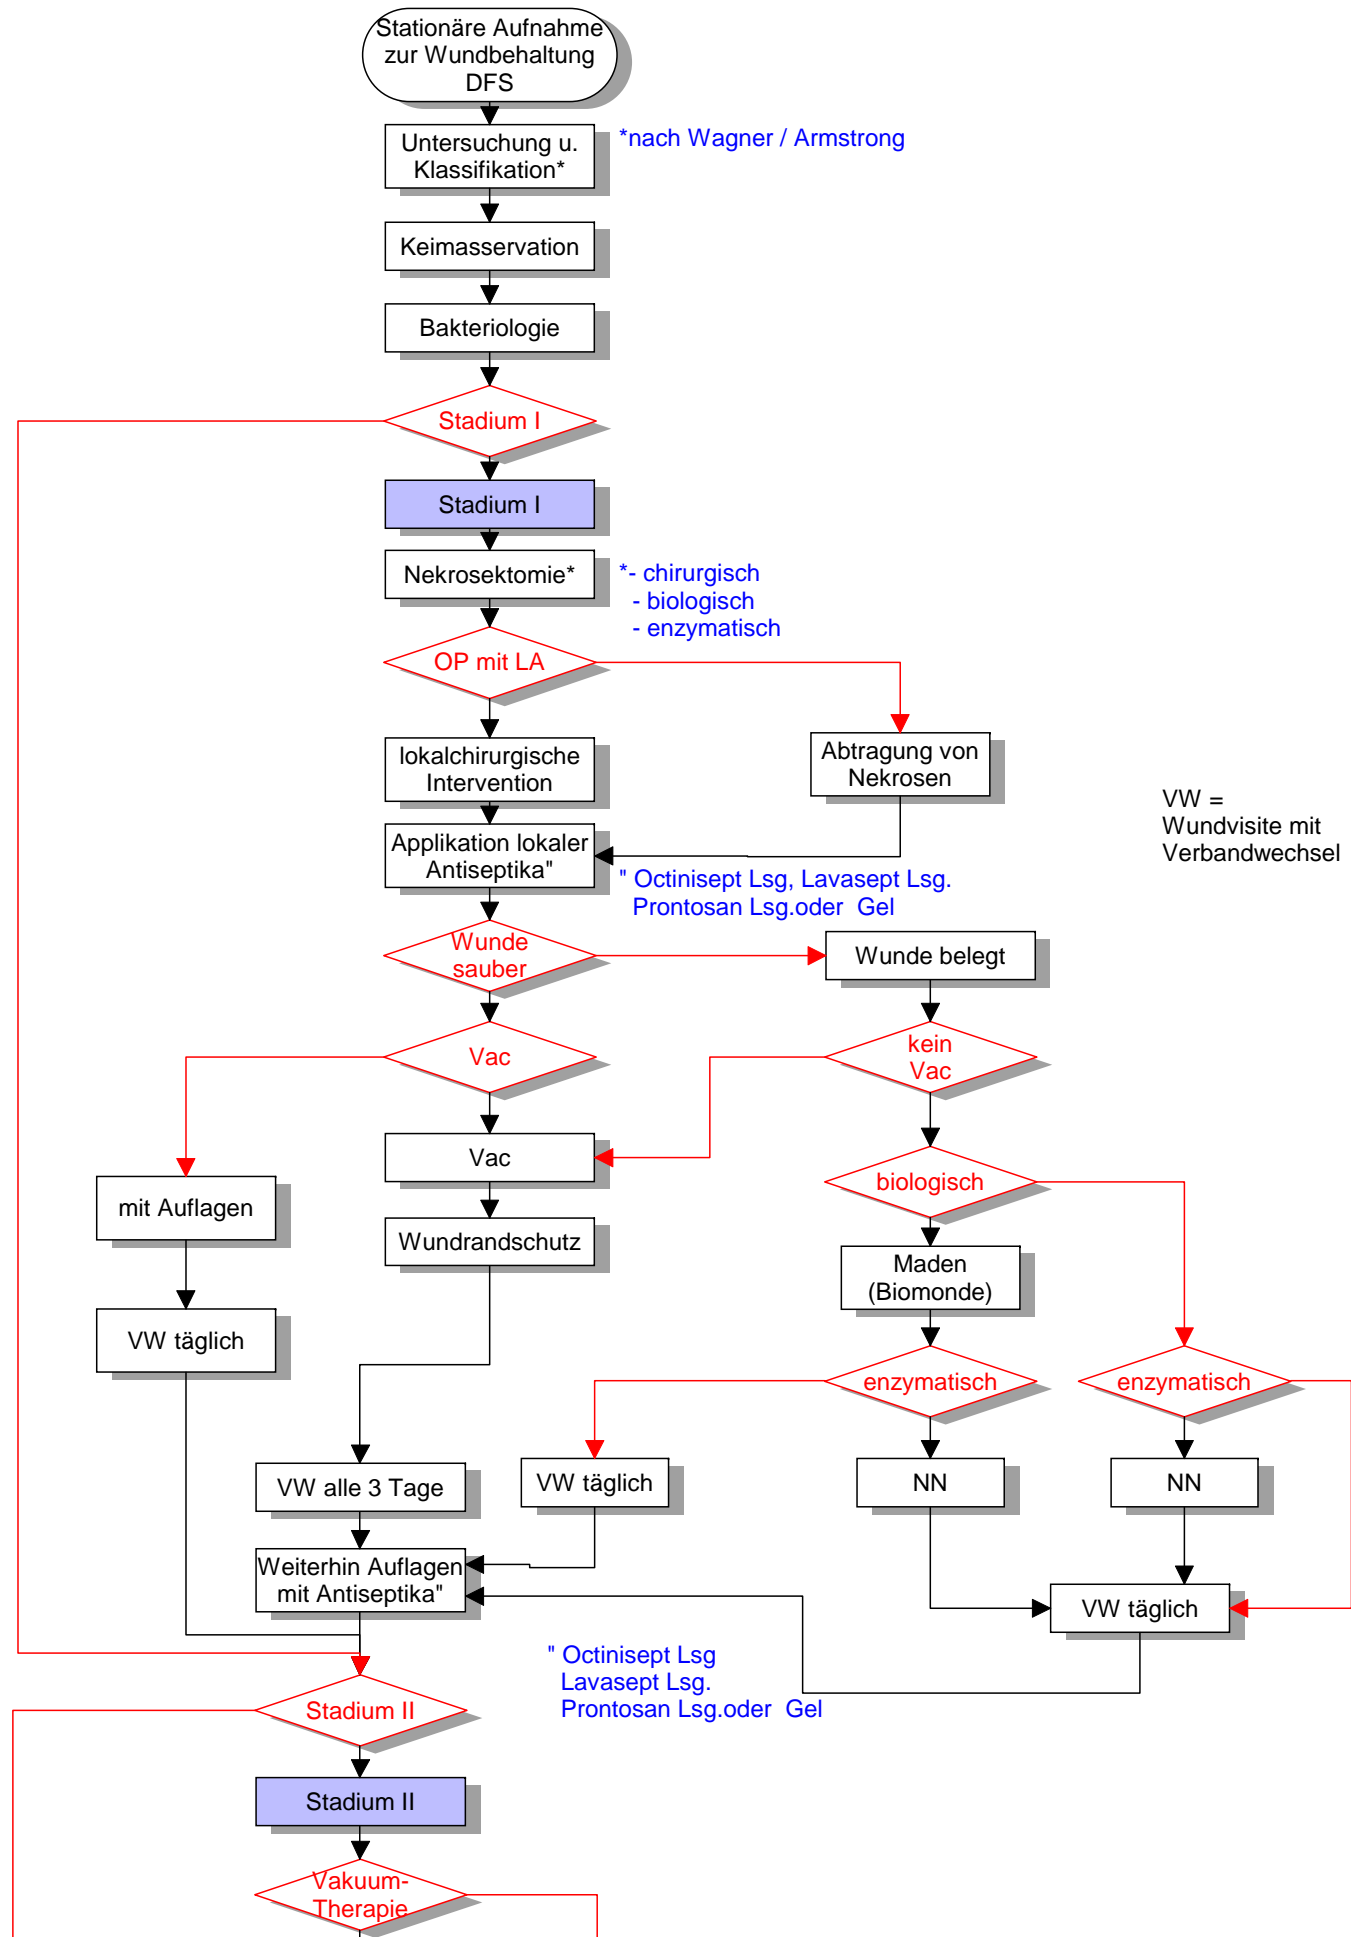 Stationäre Aufnahme
zur Wundbehaltung
DFS
Untersuchung u.
Klassifikation*
*nach Wagner / Armstrong
Keimasservation
Bakteriologie
Stadium I
Stadium I
Nekrosektomie*
*- chirurgisch
- biologisch
- enzymatisch
OP mit LA
lokalchirurgische
Intervention
Abtragung von
Nekrosen
VW =
Wundvisite mit
Verbandwechsel
Applikation lokaler
Antiseptika"
" Octinisept Lsg, Lavasept Lsg.
Prontosan Lsg.oder  Gel
Wunde
sauber
Wunde belegt
Vac
kein
Vac
Vac
biologisch
mit Auflagen
Wundrandschutz
Maden
(Biomonde)
VW täglich
enzymatisch
enzymatisch
VW alle 3 Tage
VW täglich
NN
NN
Weiterhin Auflagen
mit Antiseptika"
VW täglich
" Octinisept Lsg
Lavasept Lsg.
Prontosan Lsg.oder  Gel
Stadium II
Stadium II
Vakuum-
Therapie